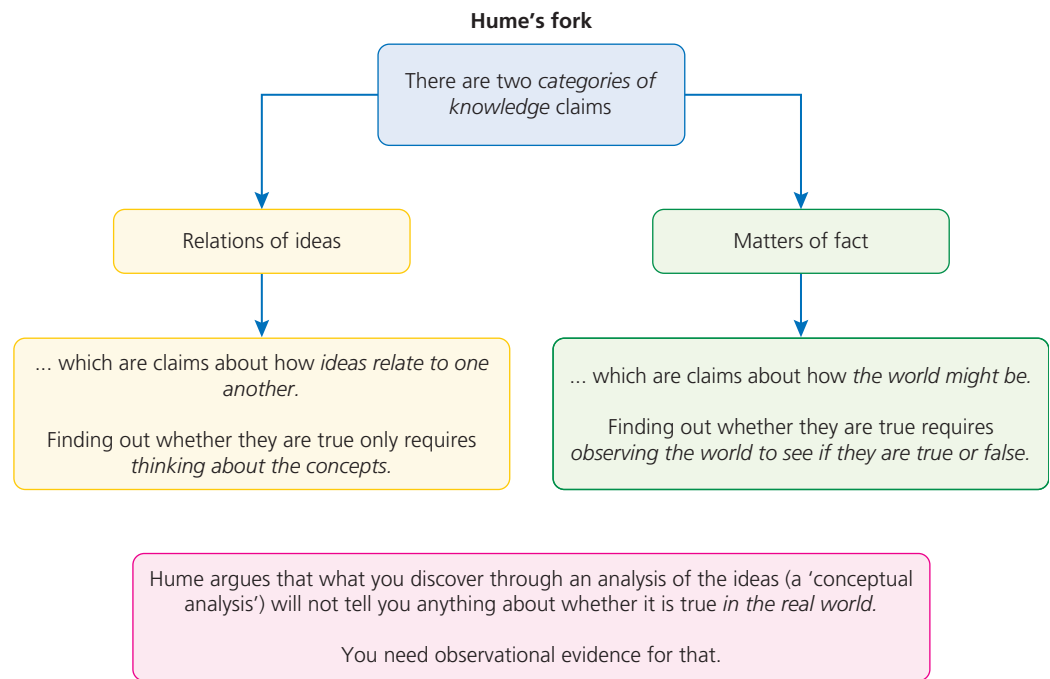 Hume's fork
There are two categories of
knowledge claims
Relations of ideas
Matters of fact
... which are claims about how ideas relate to one
another.
Finding out whether they are true only requires
thinking about the concepts.
... which are claims about how the world might be.
Finding out whether they are true requires
observing the world to see if they are true or false.
Hume argues that what you discover through an analysis of the ideas (a ‘conceptual
analysis’) will not tell you anything about whether it is true in the real world.
You need observational evidence for that.